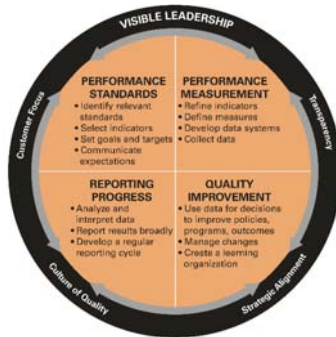 VISIBLE LEADERSHIP
Customer Focus
Transparency
PERFORMANCE
STANDARDS
• Identify relevant
standards
• Select indicators
• Set goals and targets
• Communicate
expectations
PERFORMANCE
MEASUREMENT
• Refine indicators
• Define measures
• Develop data systems
• Collect data
REPORTING
PROGRESS
• Analyze and
interpret data
• Report results broadly
• Develop a regular
reporting cycle
QUALITY
IMPROVEMENT
• Use data for decisions
to improve policies,
programs, outcomes
• Manage changes
• Create a learning
organization
Culture of Quality
Strategic Alignment